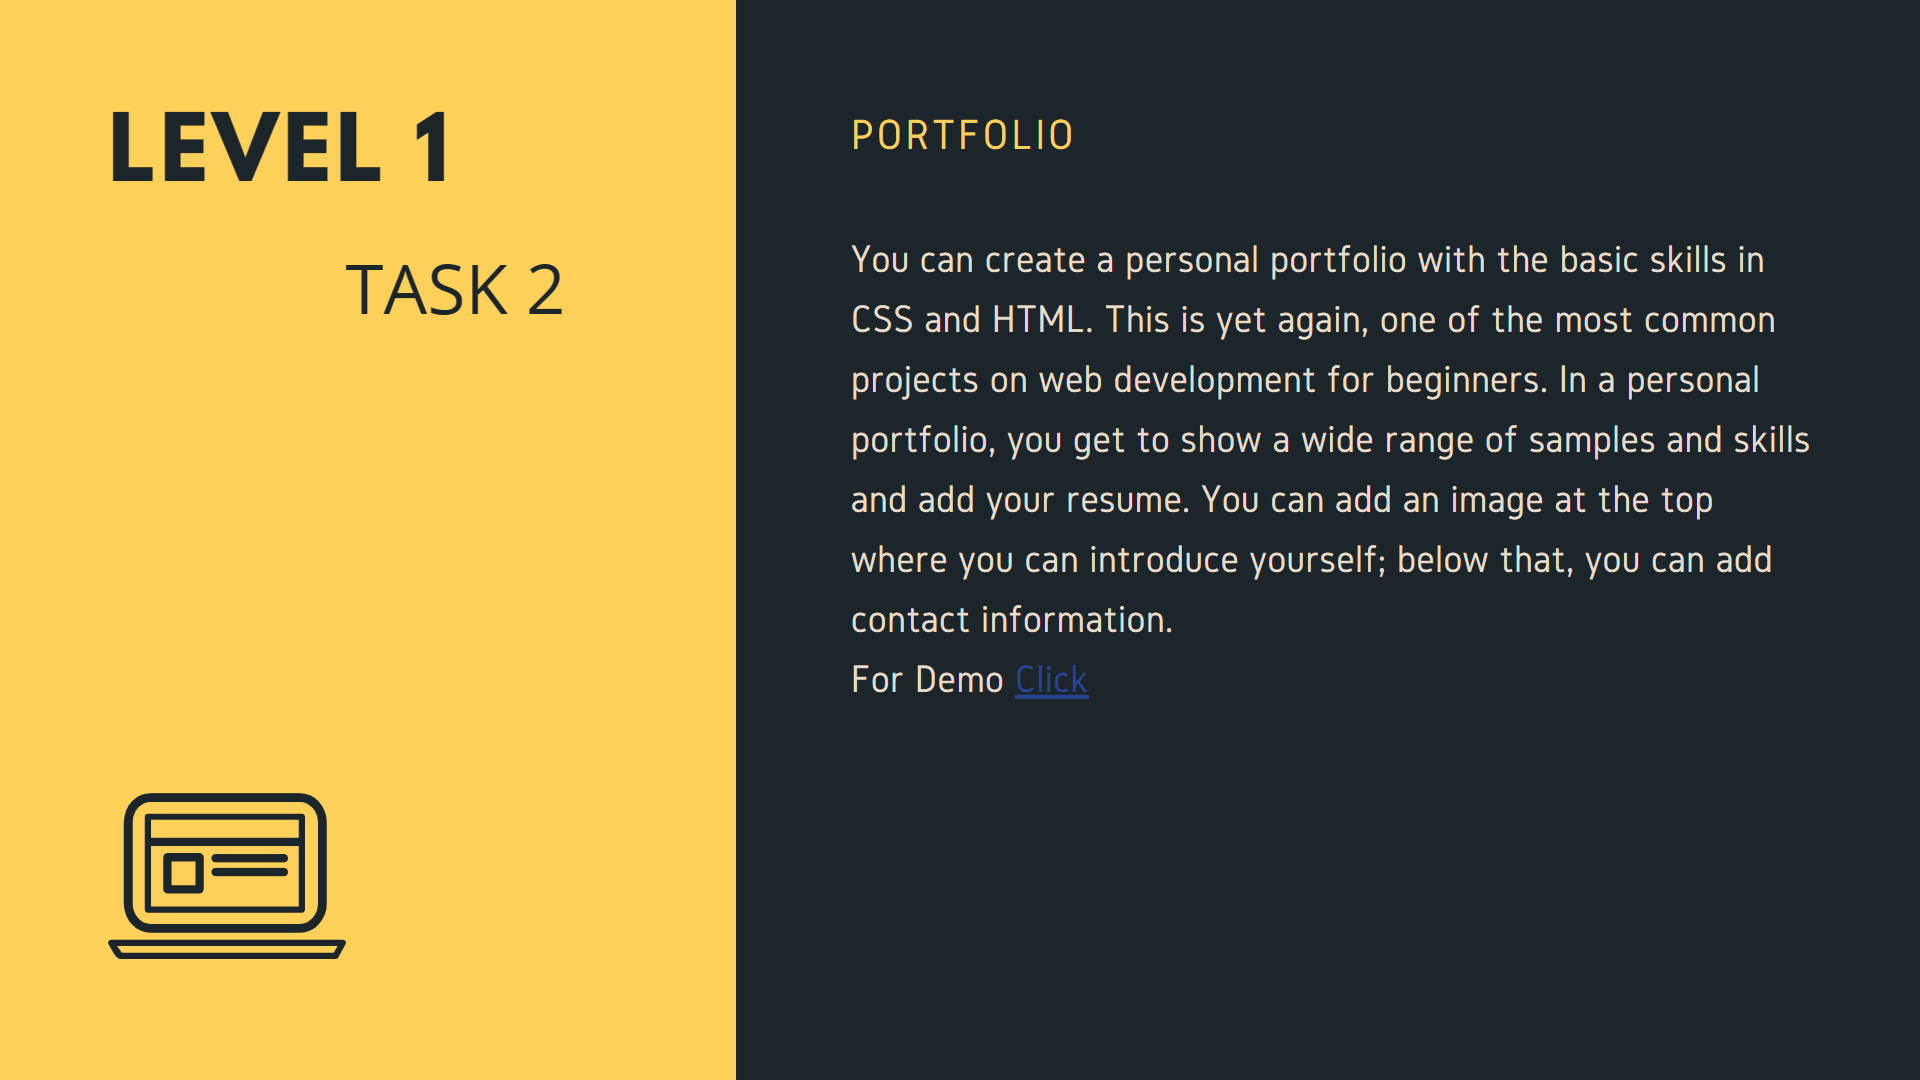 LEVEL 1
TASK 2
PORTFOLIO
You can create a personal portfolio with the basic skills in
CSS and HTML. This is yet again, one of the most common
projects on web development for beginners. In a personal
portfolio, you get to show a wide range of samples and skills
and add your resume. You can add an image at the top
where you can introduce yourself; below that, you can add
contact information.
For Demo Click